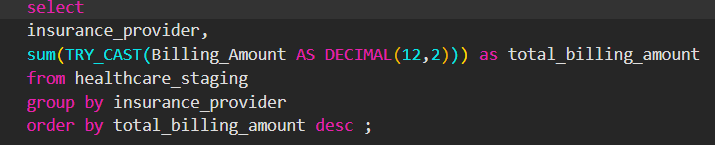 select
insurance_provider,
sum(TRY_CAST(Billing_Amount AS DECIMAL(12,2))) as total_billing_amount
from healthcare_staging
group by insurance_provider
order by total_billing_amount desc ;